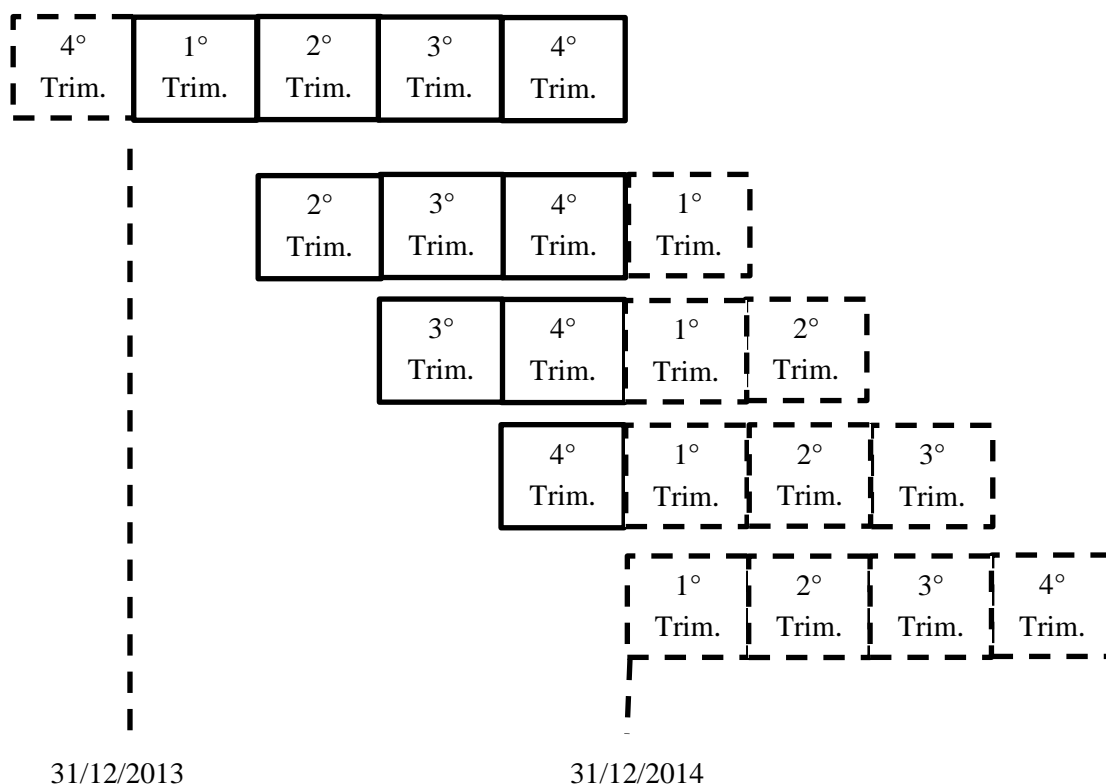 4° 1° 2° 3° 4°
Trim. Trim. Trim. Trim. Trim.
2° 3° 4° 1°
Trim. Trim. Trim. Trim.
3° 4° 1° 2°
Trim. Trim. Trim. Trim.
4° 1° 2° 3°
Trim. Trim. Trim. Trim.
1° 2° 3° 4°
Trim. Trim. Trim. Trim.
31/12/2013 31/12/2014